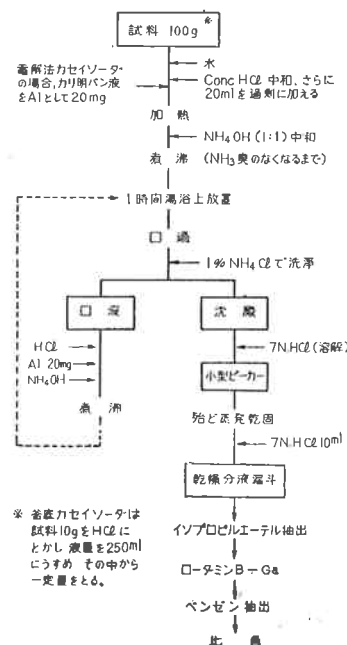 試料 100g ※
水
電解法カセイソーダ
の場合,カリ明バン液
をAlとして20mg
Conc HCl 中和、さらに
20mlを過剰に加える
加熱
NH4OH (1:1) 中和
煮沸 (NH3臭のなくなるまで)
1時間湯浴上放置
口過
1% NH4Clで洗浄
口液
沈殿
HCl
Al 20mg
NH4OH
煮沸
7N.HCl(溶解)
小型ビーカー
殆ど蒸発乾固
7N.HCl 10ml
乾燥分液漏斗
イソプロピルエーテル抽出
ローダミンB-Ga
ベンゼン抽出
比
※ 釜底カセイソーダは
試料10gをHClに
とかし 液量を250ml
にうすめ その中から
一定量をとる。